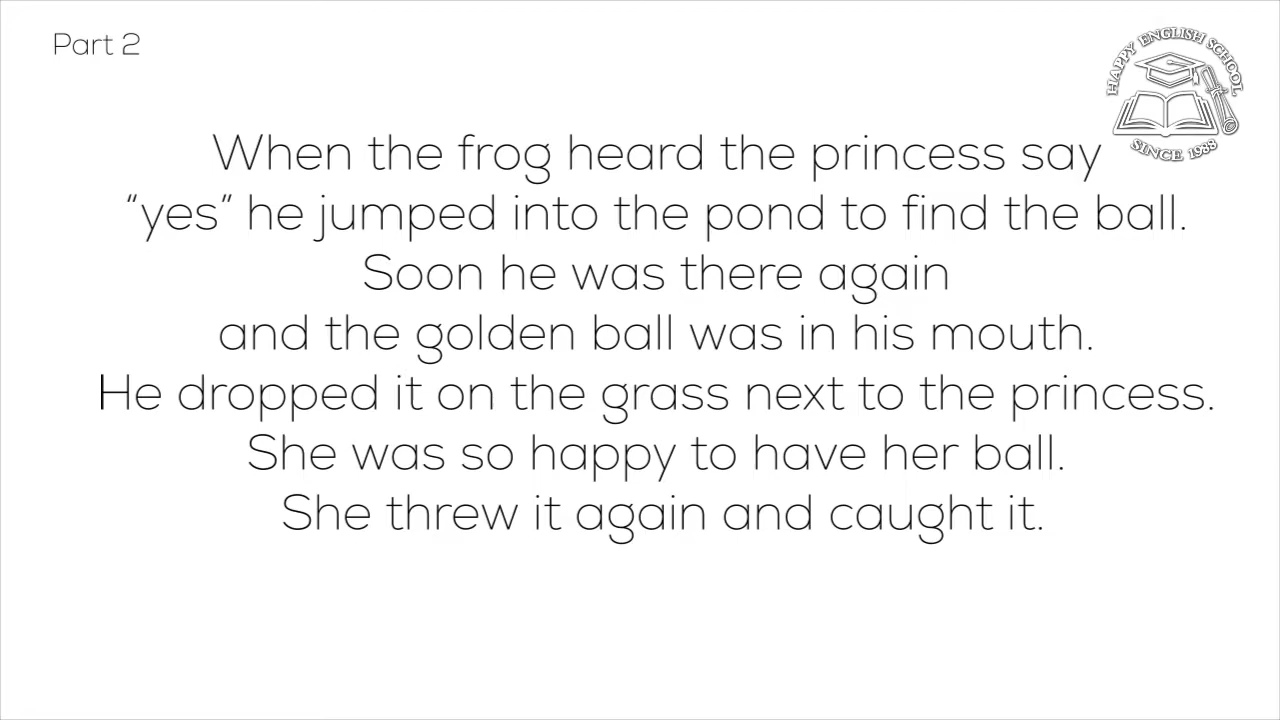 Part 2
HAPPY ENGLISH SCHOOL
SINCE 1988
When the frog heard the princess say
“yes” he jumped into the pond to find the ball.
Soon he was there again
and the golden ball was in his mouth.
He dropped it on the grass next to the princess.
She was so happy to have her ball.
She threw it again and caught it.